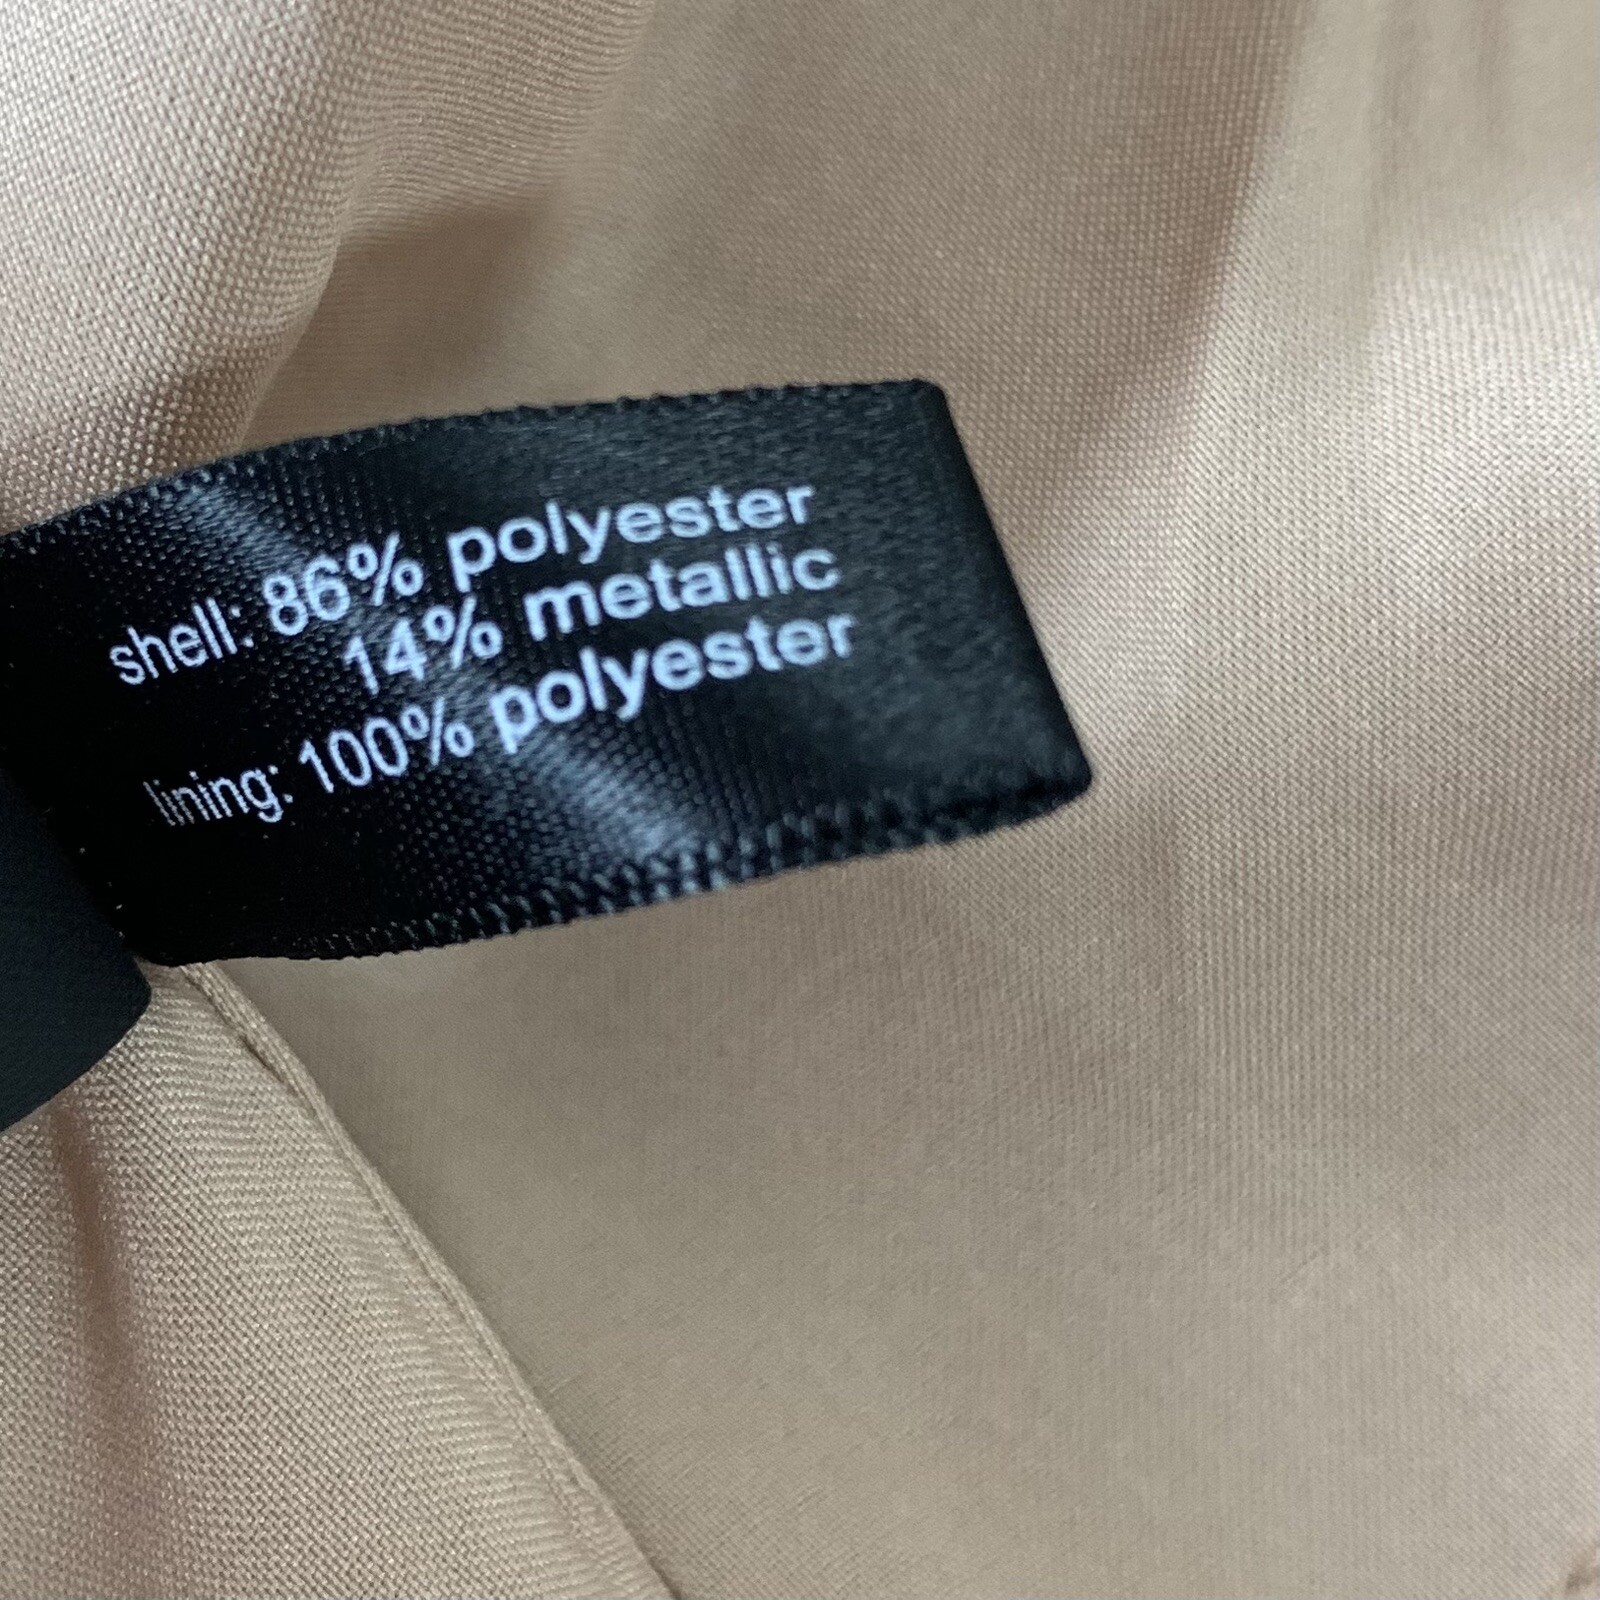 shell: 86% polyester
14% metallic
lining: 100% polyester